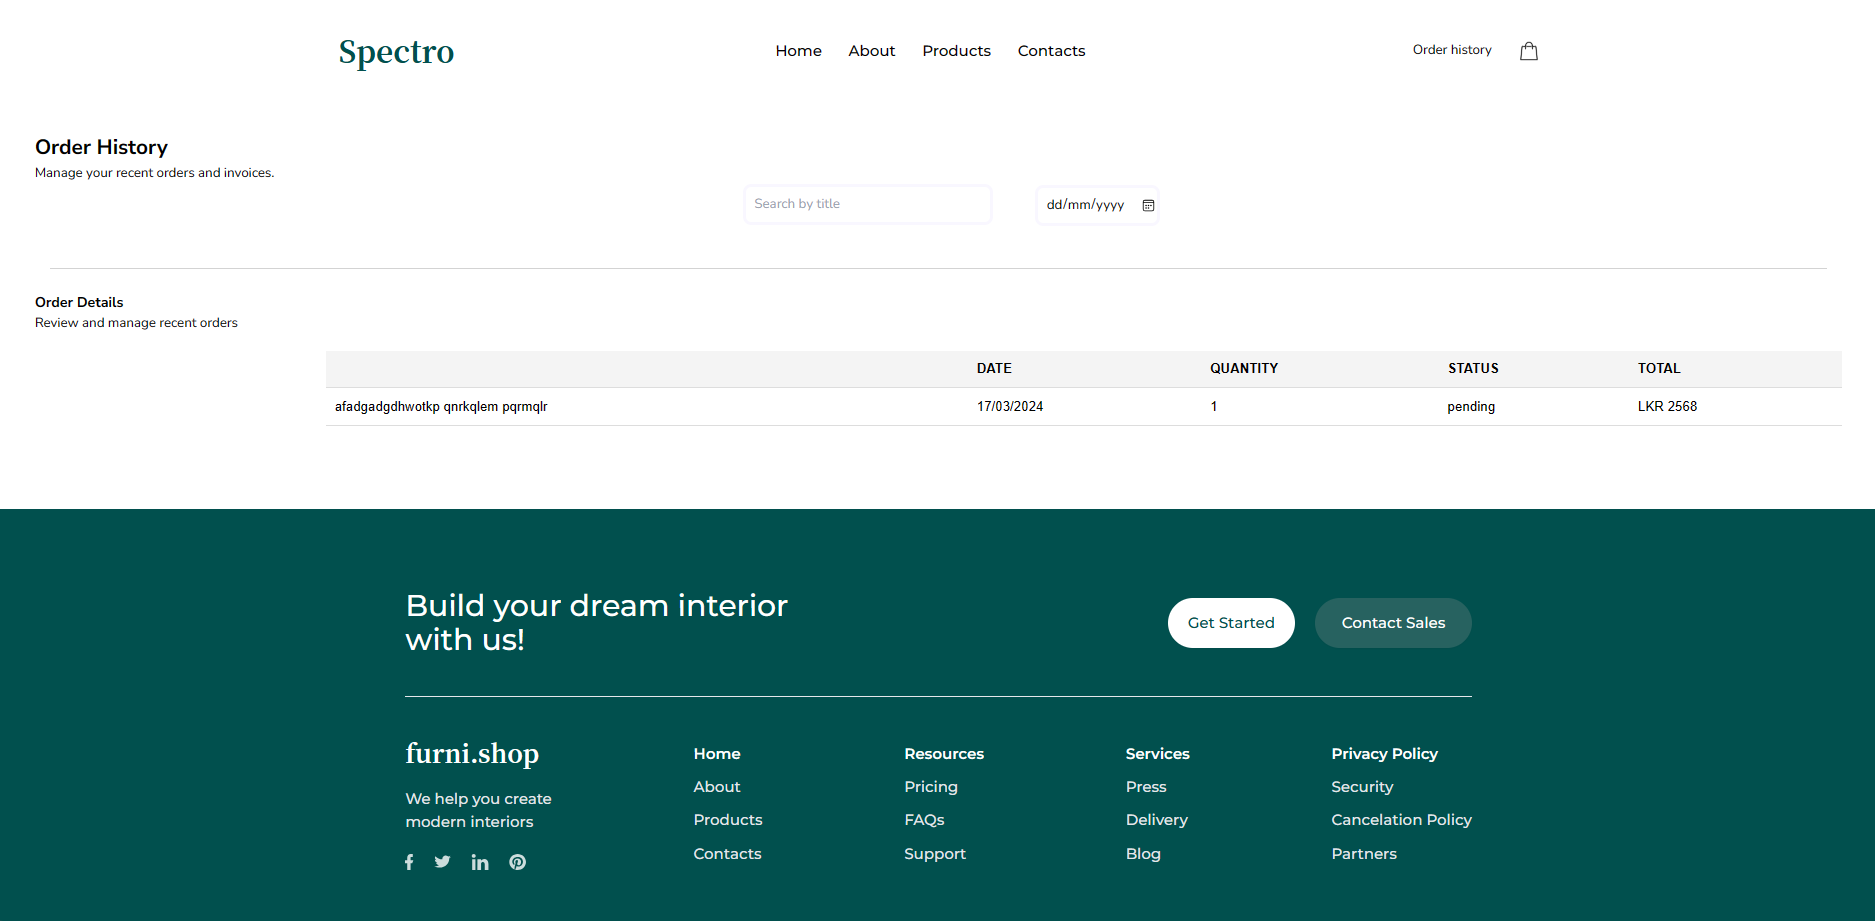 Spectro
Home About Products Contacts
Order history
Order History
Manage your recent orders and invoices.
Search by title
dd/mm/yyyy
Order Details
Review and manage recent orders
DATE QUANTITY STATUS TOTAL
afadgadgdhwotkp qnrkqlem pqrmqlr 17/03/2024 1 pending LKR 2568
Build your dream interior
with us!
Get Started
Contact Sales
furni.shop
We help you create
modern interiors
Home
About
Products
Contacts
Resources
Pricing
FAQs
Support
Services
Press
Delivery
Blog
Privacy Policy
Security
Cancelation Policy
Partners